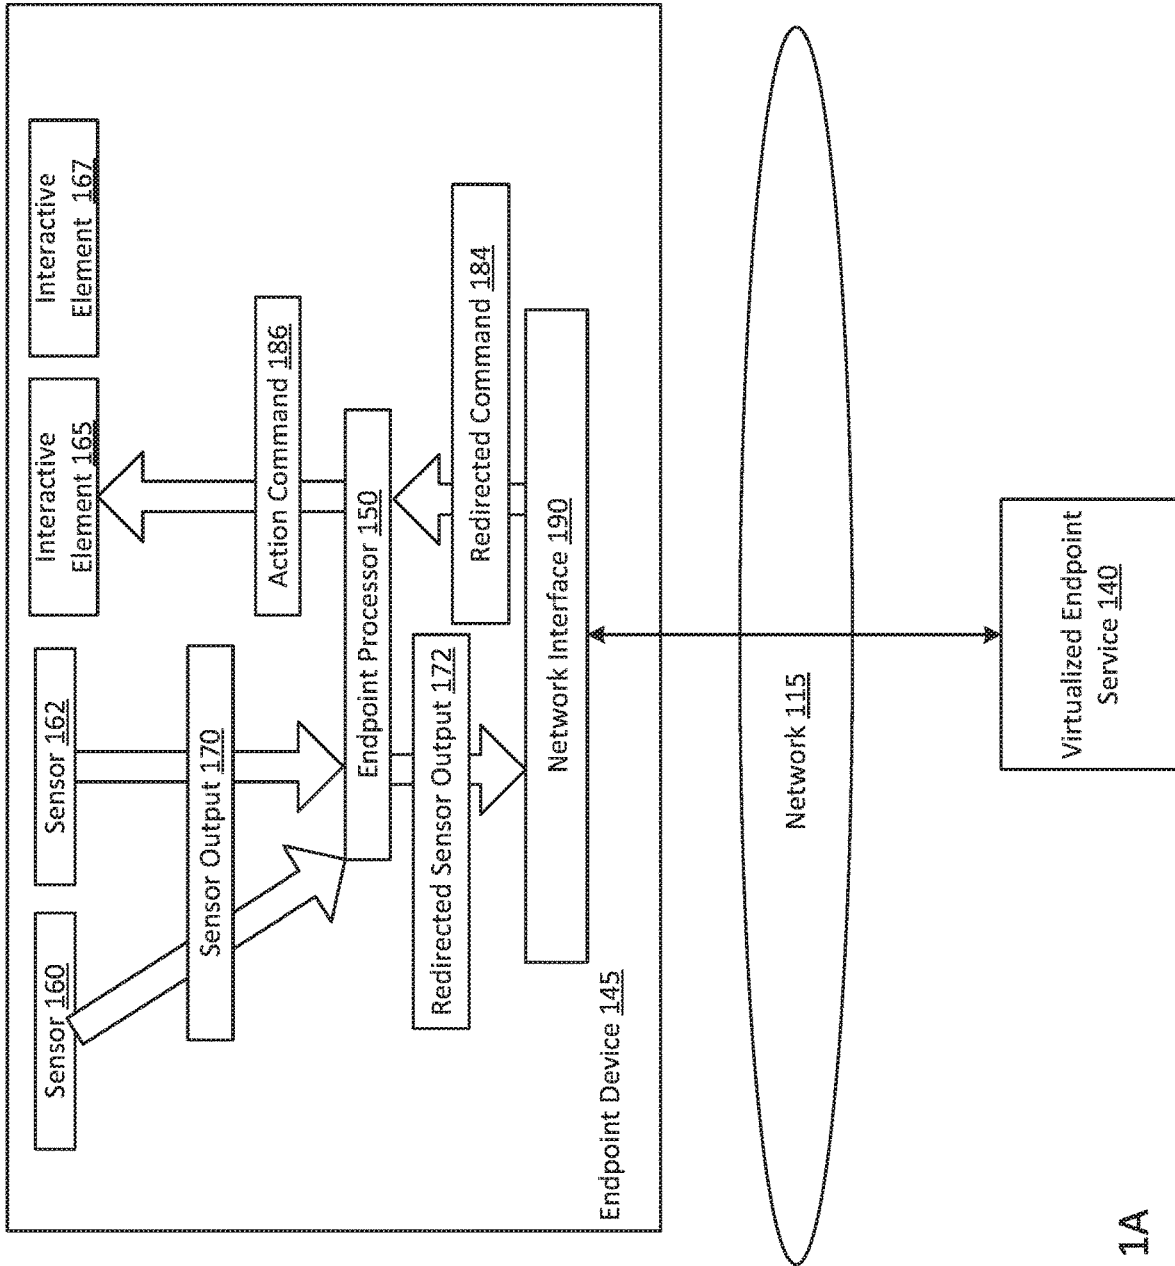 Sensor 160
Sensor 162
Interactive
Element 165
Interactive
Element 167
Sensor Output 170
Action Command 186
Endpoint Processor 150
Redirected Sensor Output 172
Redirected Command 184
Network Interface 190
Endpoint Device 145
Network 115
Virtualized Endpoint
Service 140
1A